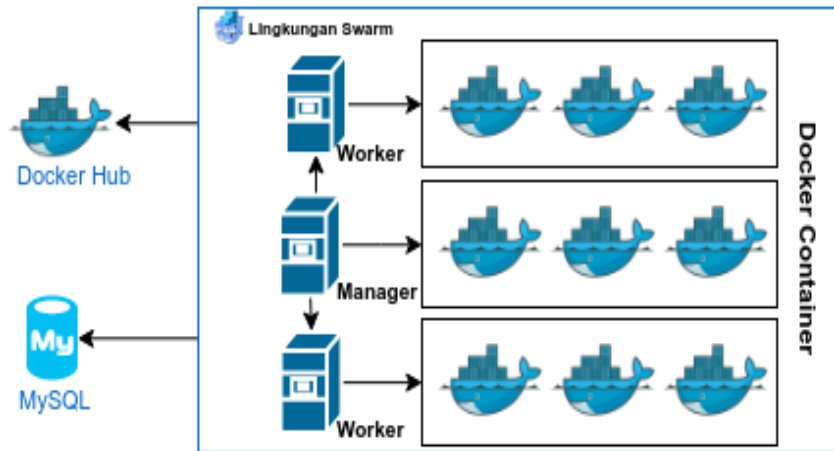 Lingkungan Swarm
Worker
Docker Hub
Manager
My
MySQL
Worker
Docker Container